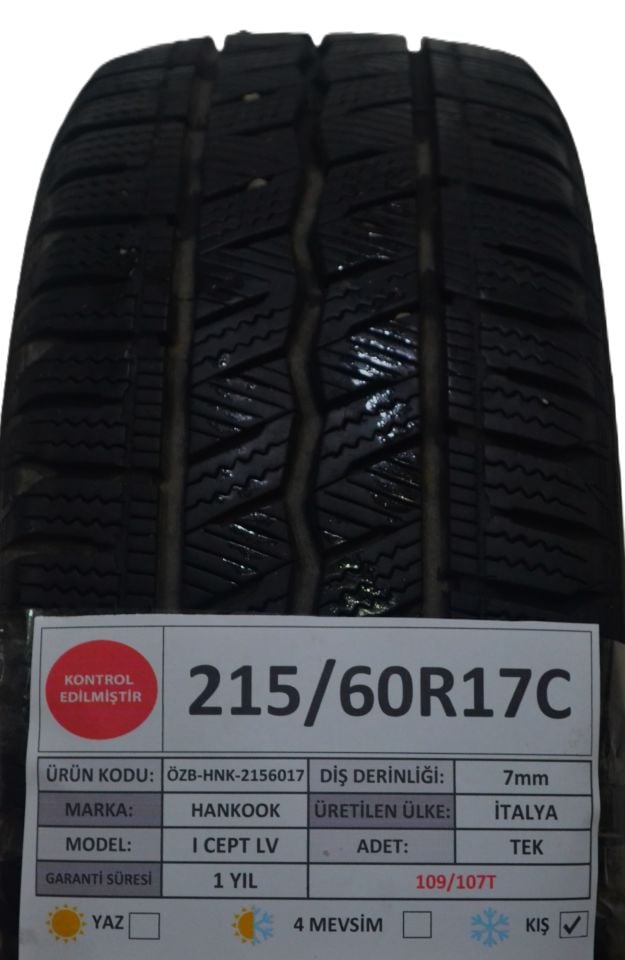 KONTROL
EDİLMİŞTİR
215/60R17C
ÜRÜN KODU: ÖZB-HNK-2156017 DİŞ DERİNLİĞİ: 7mm
MARKA: HANKOOK ÜRETİLEN ÜLKE: İTALYA
MODEL: I CEPT LV ADET: TEK
GARANTİ SÜRESİ 1 YIL 109/107T
YAZ 4 MEVSİM KIŞ